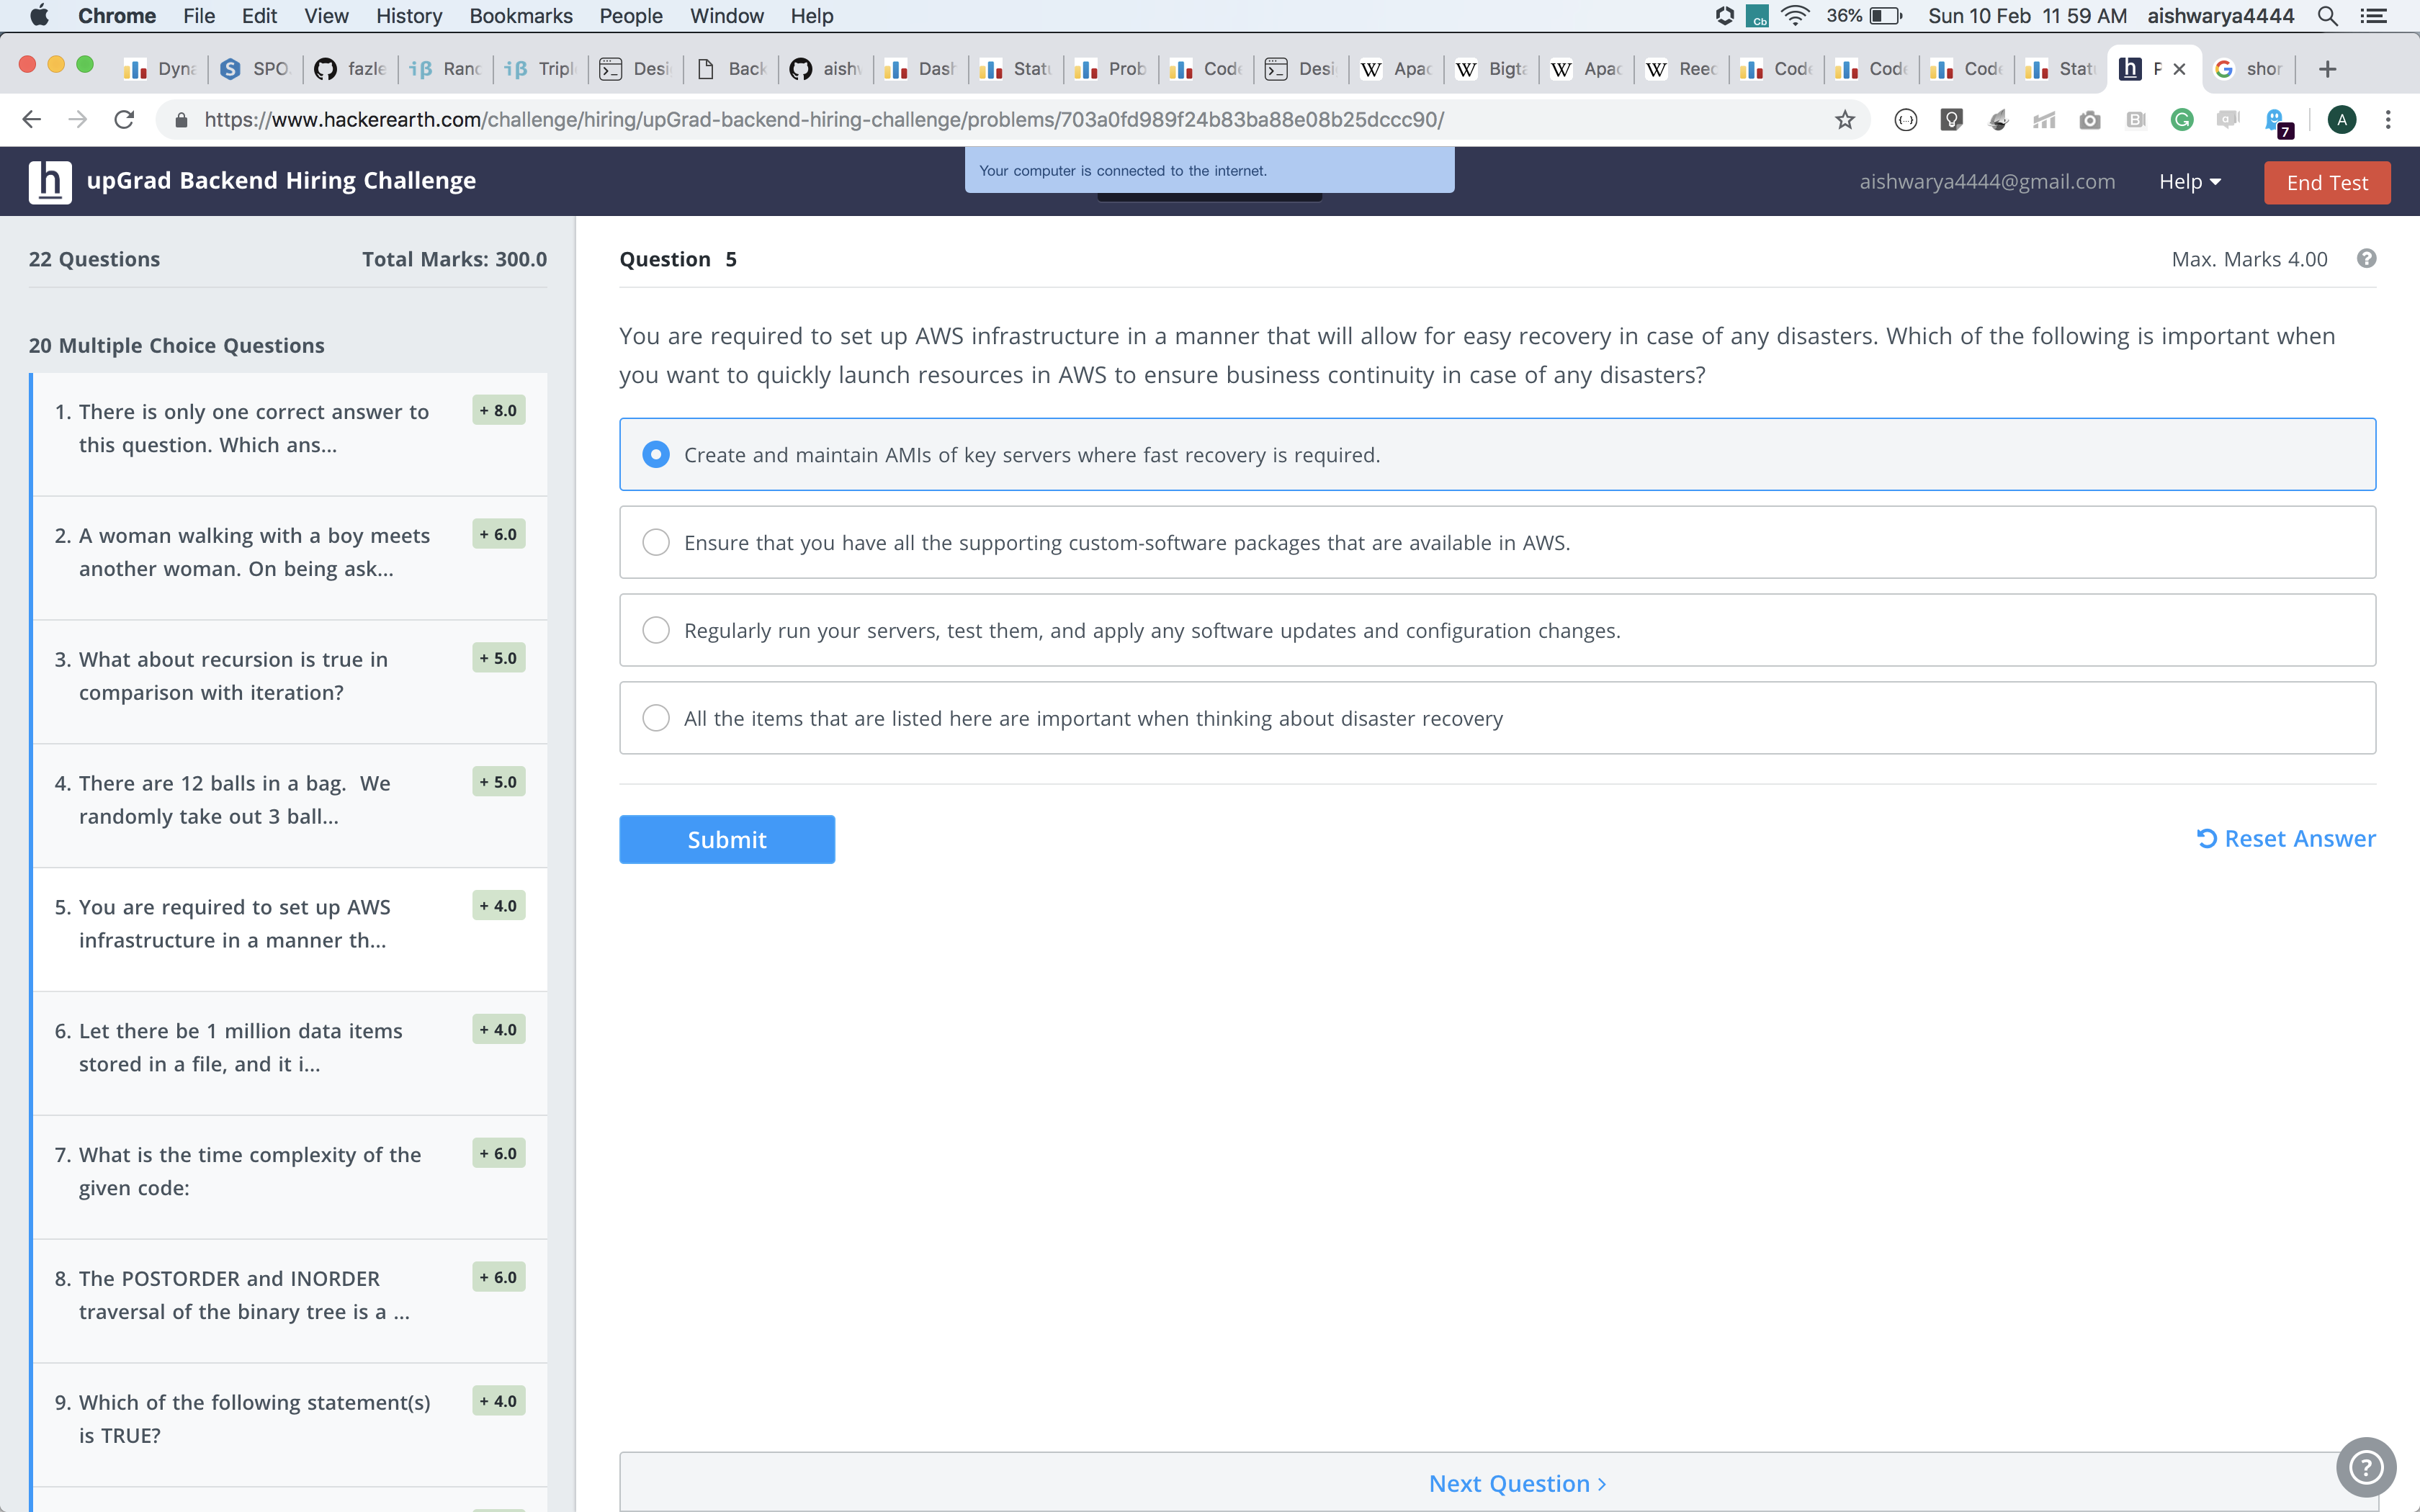 Chrome File Edit View History Bookmarks People Window Help 36% Sun 10 Feb 11 59 AM aishwarya4444
Dyna SPO fazle Rand Tripl Desi Back aishw Dash Statu Prob Code Desi Apac Bigta Apac Reed Code Code Code Statu P shor
https://www.hackerearth.com/challenge/hiring/upGrad-backend-hiring-challenge/problems/703a0fd989f24b83ba88e08b25dccc90/
7
A
Your computer is connected to the internet.
h upGrad Backend Hiring Challenge
aishwarya4444@gmail.com Help End Test
22 Questions Total Marks: 300.0
20 Multiple Choice Questions
1. There is only one correct answer to + 8.0
this question. Which ans...
2. A woman walking with a boy meets + 6.0
another woman. On being ask...
3. What about recursion is true in + 5.0
comparison with iteration?
4. There are 12 balls in a bag. We + 5.0
randomly take out 3 ball...
5. You are required to set up AWS + 4.0
infrastructure in a manner th...
6. Let there be 1 million data items + 4.0
stored in a file, and it i...
7. What is the time complexity of the + 6.0
given code:
8. The POSTORDER and INORDER + 6.0
traversal of the binary tree is a ...
9. Which of the following statement(s) + 4.0
is TRUE?
Question 5 Max. Marks 4.00
You are required to set up AWS infrastructure in a manner that will allow for easy recovery in case of any disasters. Which of the following is important when
you want to quickly launch resources in AWS to ensure business continuity in case of any disasters?
Create and maintain AMIs of key servers where fast recovery is required.
Ensure that you have all the supporting custom-software packages that are available in AWS.
Regularly run your servers, test them, and apply any software updates and configuration changes.
All the items that are listed here are important when thinking about disaster recovery
Submit Reset Answer
Next Question >